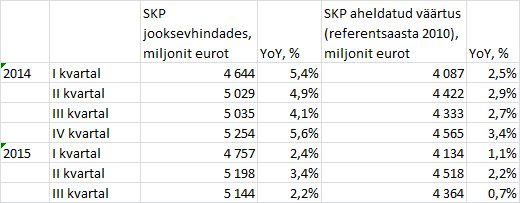 SKP jooksevhindades, miljonit eurot YoY, % SKP aheldatud väärtus (referentsaasta 2010), miljonit eurot YoY, %
2014 I kvartal 4 644 5,4% 4 087 2,5%
II kvartal 5 029 4,9% 4 422 2,9%
III kvartal 5 035 4,1% 4 333 2,7%
IV kvartal 5 254 5,6% 4 565 3,4%
2015 I kvartal 4 757 2,4% 4 134 1,1%
II kvartal 5 198 3,4% 4 518 2,2%
III kvartal 5 144 2,2% 4 364 0,7%